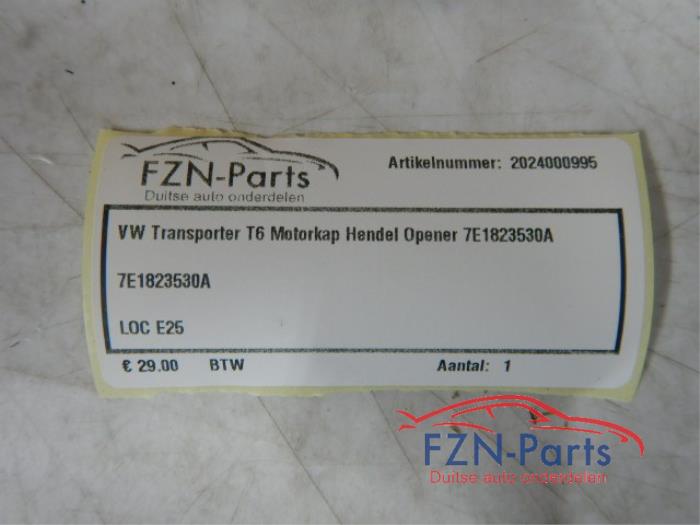 FZN-Parts
Duitse auto onderdelen
Artikelnummer: 2024000995
VW Transporter T6 Motorkap Hendel Opener 7E1823530A
7E1823530A
LOC E25
€ 29.00 BTW Aantal: 1
FZN-Parts
Duitse auto onderdelen